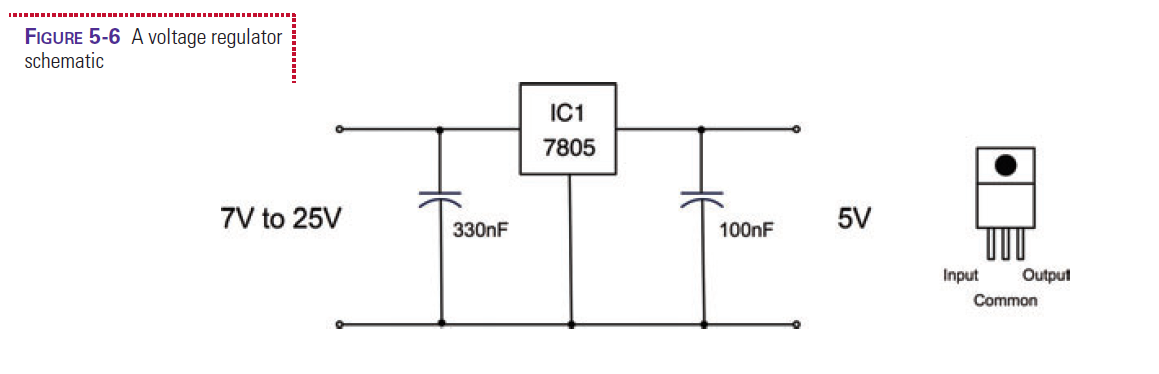 FIGURE 5-6 A voltage regulator
schematic
IC1
7805
7V to 25V
330nF
100nF
5V
Input
Output
Common